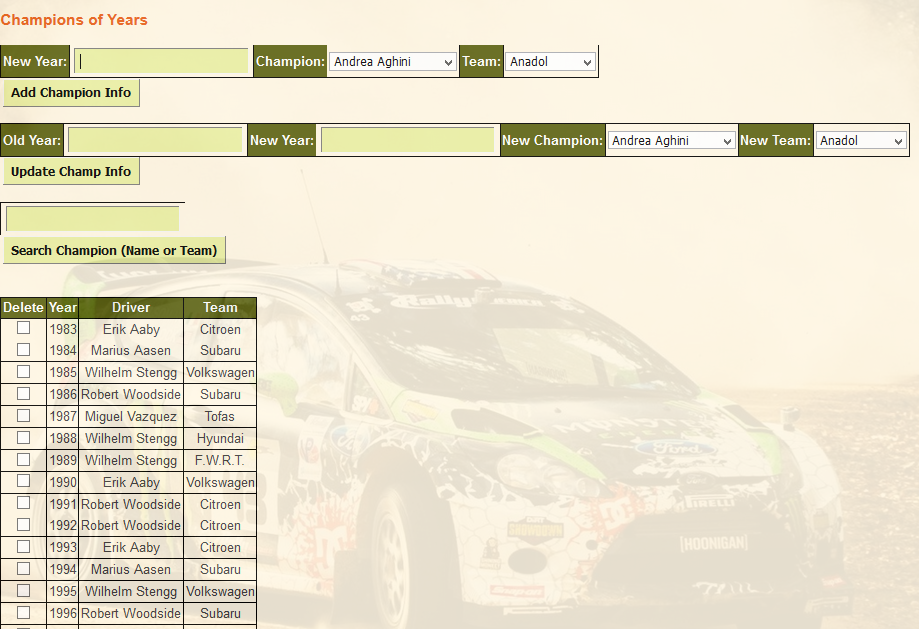 Champions of Years
New Year: Champion: Andrea Aghini Team: Anadol
Add Champion Info
Old Year: New Year: New Champion: Andrea Aghini New Team: Anadol
Update Champ Info
Search Champion (Name or Team)
Delete Year Driver Team
1983 Erik Aaby Citroen
1984 Marius Aasen Subaru
1985 Wilhelm Stengg Volkswagen
1986 Robert Woodside Subaru
1987 Miguel Vazquez Tofas
1988 Wilhelm Stengg Hyundai
1989 Wilhelm Stengg F.W.R.T.
1990 Erik Aaby Volkswagen
1991 Robert Woodside Citroen
1992 Robert Woodside Citroen
1993 Erik Aaby Citroen
1994 Marius Aasen Subaru
1995 Wilhelm Stengg Volkswagen
1996 Robert Woodside Subaru
Rally
43
Ford
PIRELLI
HOONIGAN